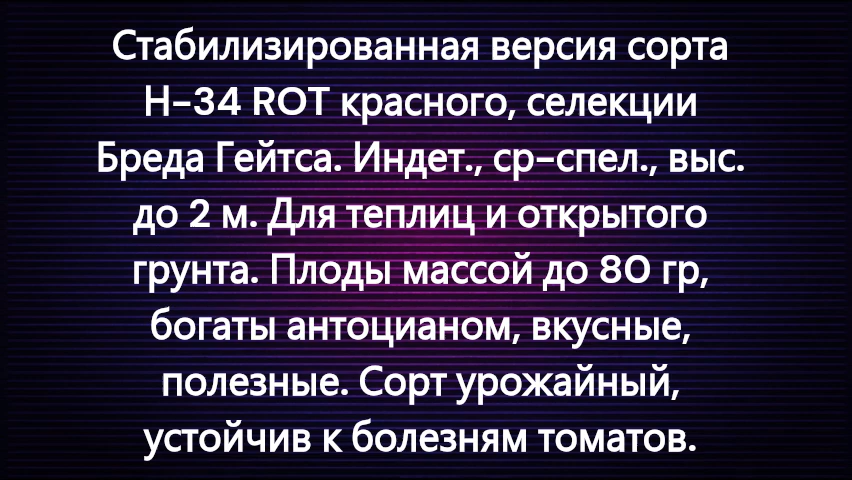 Стабилизированная версия сорта
H-34 ROT красного, селекции
Бреда Гейтса. Индет., ср-спел., выс.
до 2 м. Для теплиц и открытого
грунта. Плоды массой до 80 гр,
богаты антоцианом, вкусные,
полезные. Сорт урожайный,
устойчив к болезням томатов.